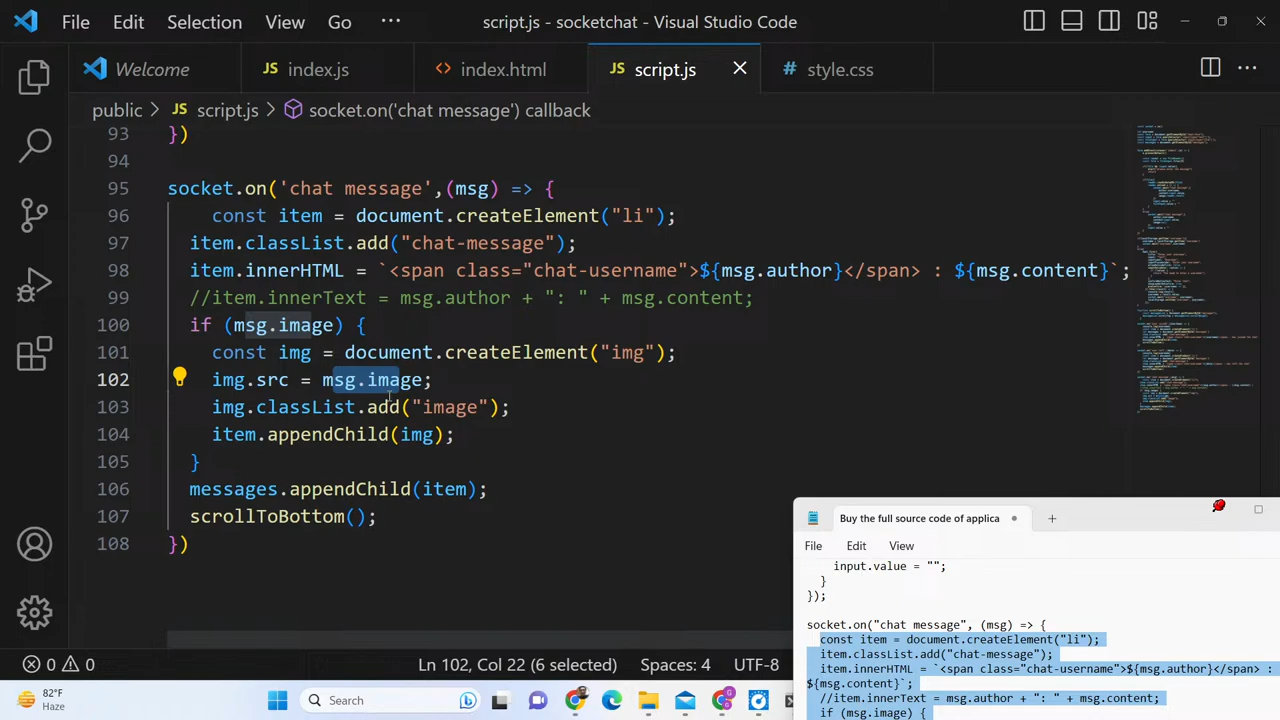 File Edit Selection View Go ··· script.js - socketchat - Visual Studio Code
Welcome JS index.js <> index.html JS script.js # style.css ···
public > JS script.js > socket.on('chat message') callback
93 })
94
95 socket.on('chat message',(msg) => {
96 const item = document.createElement("li");
97 item.classList.add("chat-message");
98 item.innerHTML = `<span class="chat-username">${msg.author}</span> : ${msg.content}`;
99 //item.innerText = msg.author + ": " + msg.content;
100 if (msg.image) {
101 const img = document.createElement("img");
102 img.src = msg.image;
103 img.classList.add("image");
104 item.appendChild(img);
105 }
106 messages.appendChild(item);
107 scrollToBottom();
108 })
Buy the full source code of applica
File Edit View
input.value = "";
}
});
socket.on("chat message", (msg) => {
const item = document.createElement("li");
item.classList.add("chat-message");
item.innerHTML = `<span class="chat-username">${msg.author}</span> :
${msg.content}`;
//item.innerText = msg.author + ": " + msg.content;
if (msg.image) {
0 0 Ln 102, Col 22 (6 selected) Spaces: 4 UTF-8
82°F
Haze
Search